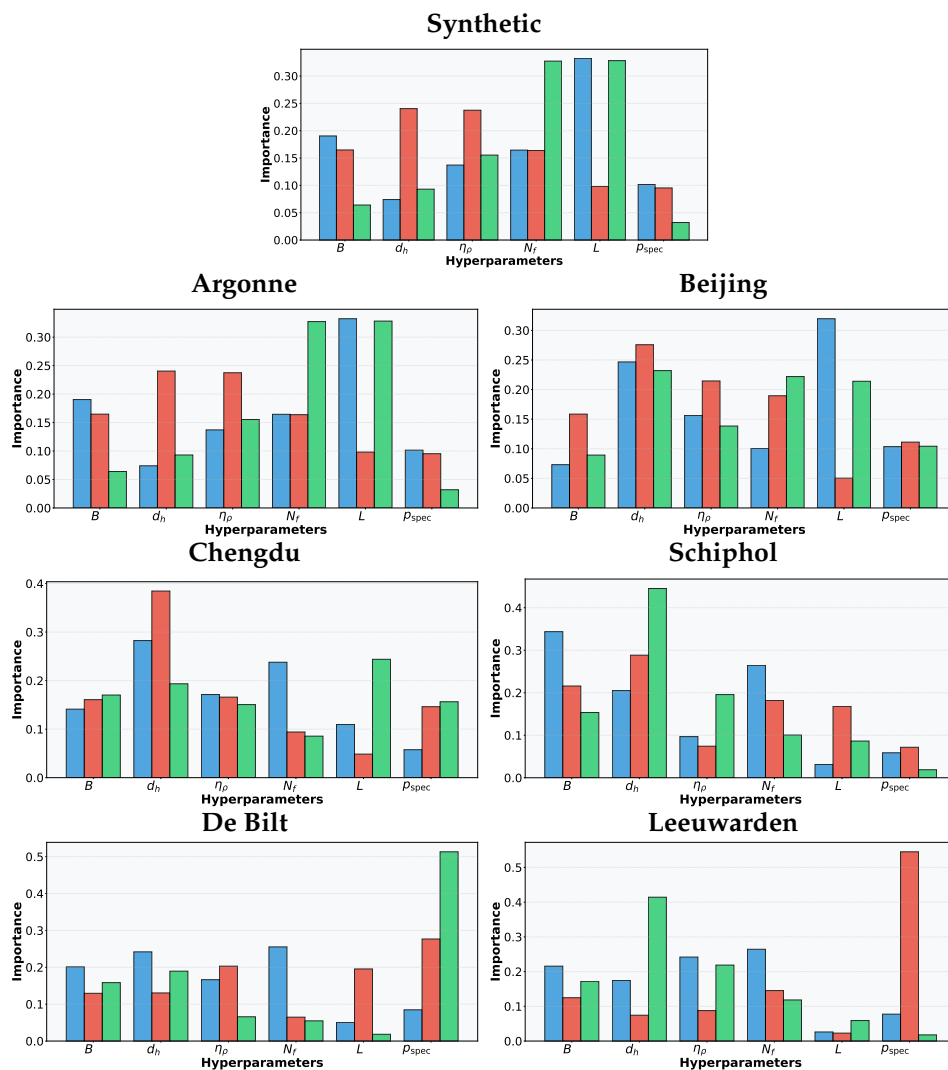 Synthetic
Importance
0.30
0.25
0.20
0.15
0.10
0.05
0.00
B d_h η_ρ N_f L p_spec
Hyperparameters
Argonne Beijing
Importance
0.30
0.25
0.20
0.15
0.10
0.05
0.00
B d_h η_ρ N_f L p_spec
Hyperparameters
Importance
0.30
0.25
0.20
0.15
0.10
0.05
0.00
B d_h η_ρ N_f L p_spec
Hyperparameters
Chengdu Schiphol
Importance
0.4
0.3
0.2
0.1
0.0
B d_h η_ρ N_f L p_spec
Hyperparameters
Importance
0.4
0.3
0.2
0.1
0.0
B d_h η_ρ N_f L p_spec
Hyperparameters
De Bilt Leeuwarden
Importance
0.5
0.4
0.3
0.2
0.1
0.0
B d_h η_ρ N_f L p_spec
Hyperparameters
Importance
0.5
0.4
0.3
0.2
0.1
0.0
B d_h η_ρ N_f L p_spec
Hyperparameters